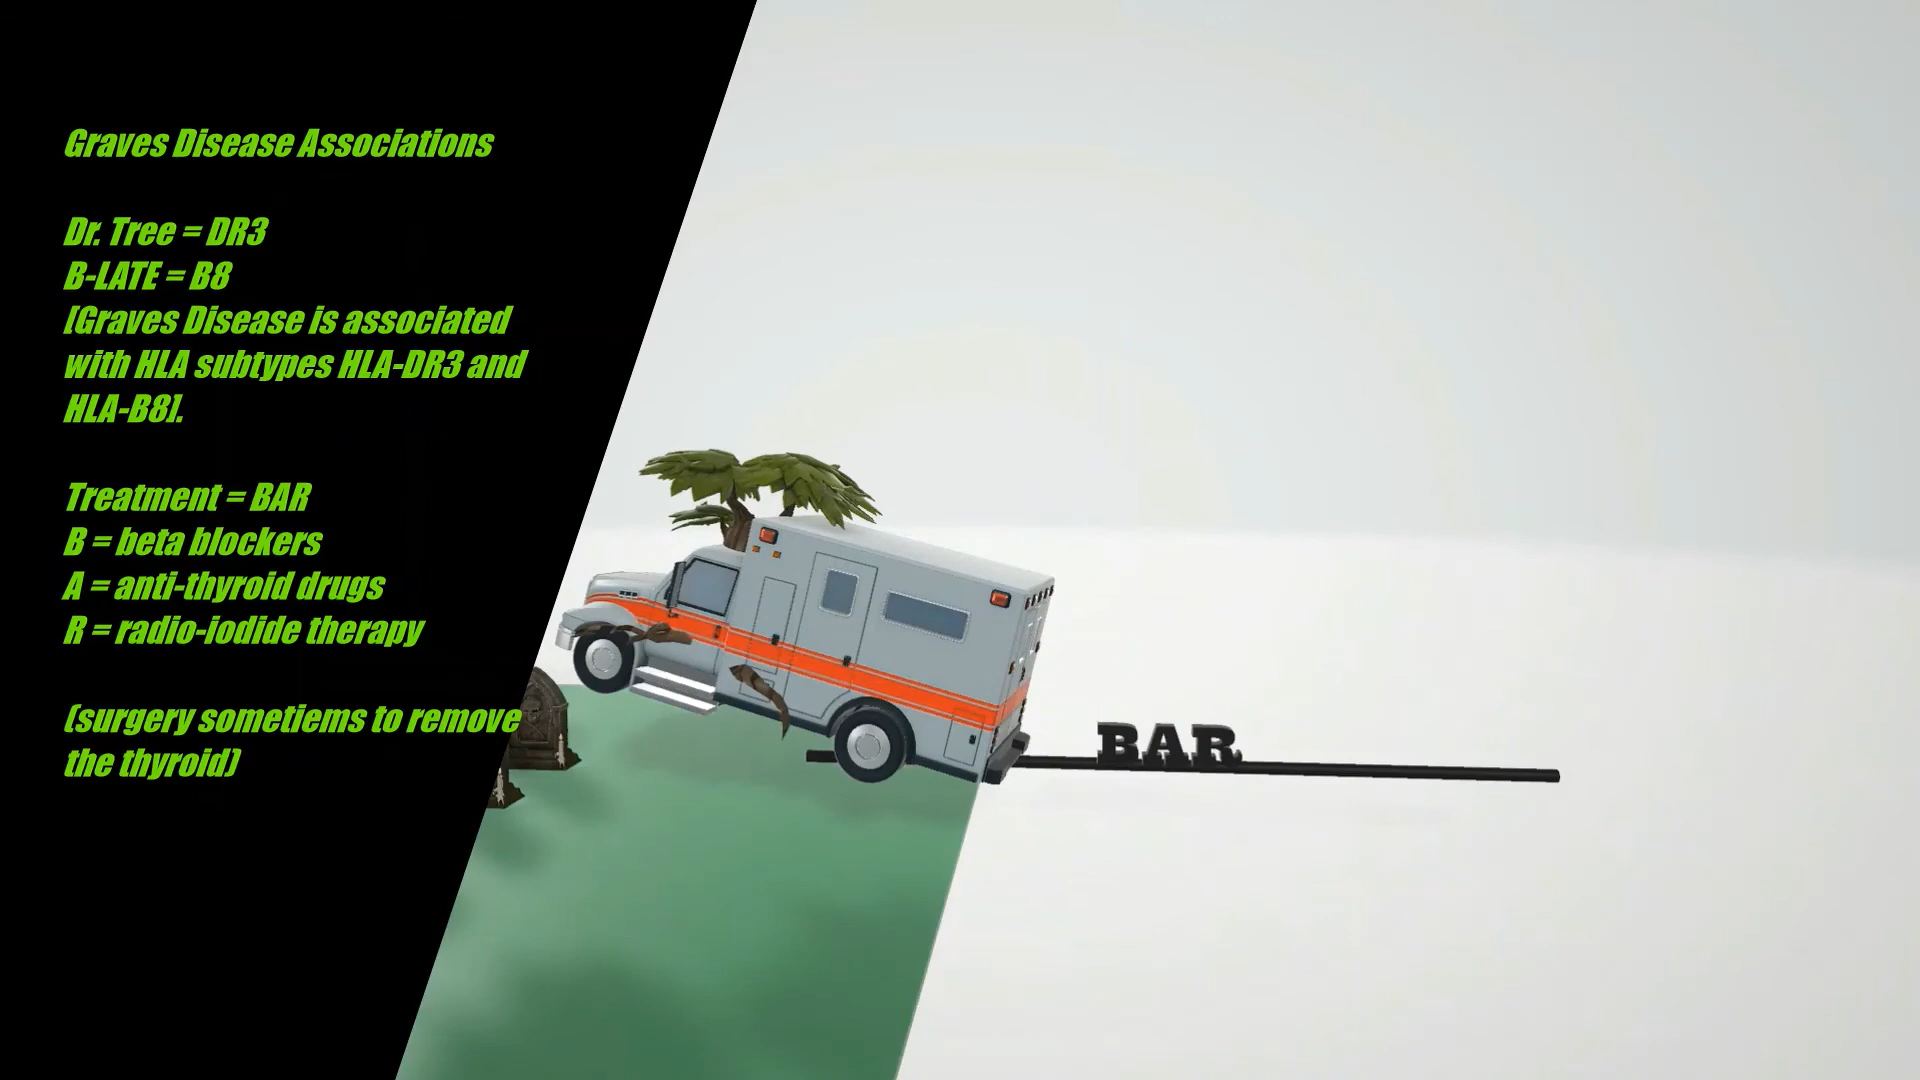 Graves Disease Associations
Dr. Tree = DR3
B-LATE = B8
[Graves Disease is associated
with HLA subtypes HLA-DR3 and
HLA-B8].
Treatment = BAR
B = beta blockers
A = anti-thyroid drugs
R = radio-iodide therapy
(surgery sometiems to remove
the thyroid)
BAR